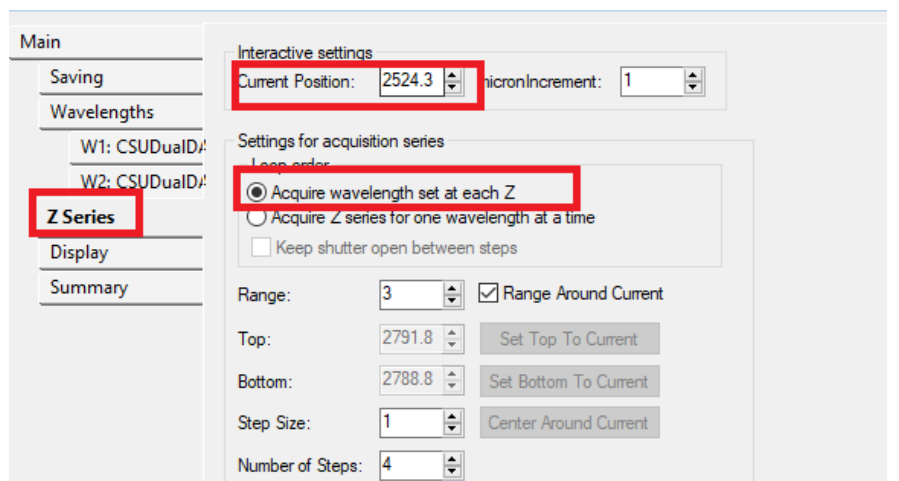 Main
Saving
Wavelengths
W1: CSUDualDA
W2: CSUDualDA
Z Series
Display
Summary
Interactive settings
Current Position: 2524.3 micronIncrement: 1
Settings for acquisition series
Loop order
Acquire wavelength set at each Z
Acquire Z series for one wavelength at a time
Keep shutter open between steps
Range: 3 Range Around Current
Top: 2791.8 Set Top To Current
Bottom: 2788.8 Set Bottom To Current
Step Size: 1 Center Around Current
Number of Steps: 4